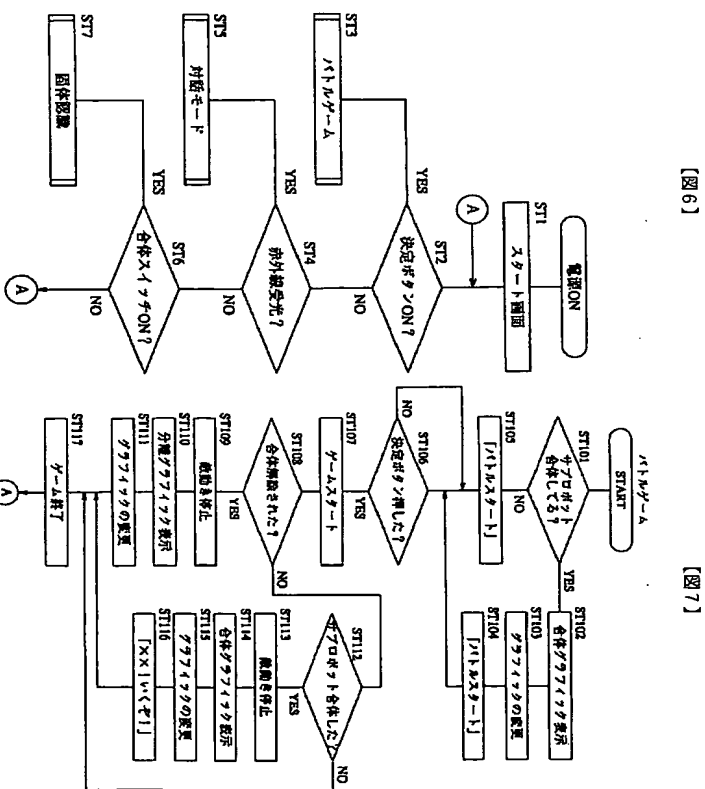 【図6】
電源ON
ST1
スタート画面
A
ST2
決定ボタンON?
YES
NO
ST3
バトルゲーム
ST4
赤外線受光?
YES
NO
ST5
対話モード
ST6
合体スイッチON?
YES
NO
ST7
固体認識
A
【図7】
バトルゲーム
START
ST101
サブロボット
合体してる?
YES
NO
ST102
合体グラフィック表示
ST103
グラフィックの変更
ST104
「バトルスタート」
ST105
「バトルスタート」
ST106
決定ボタン押した?
NO
YES
ST107
ゲームスタート
ST108
合体解除された?
NO
YES
ST109
敵動き停止
ST110
分離グラフィック表示
ST111
グラフィックの変更
ST112
サブロボット合体した?
YES
NO
ST113
敵動き停止
ST114
合体グラフィック表示
ST115
グラフィックの変更
ST116
「××!いくぞ!」
ST117
ゲーム終了
A